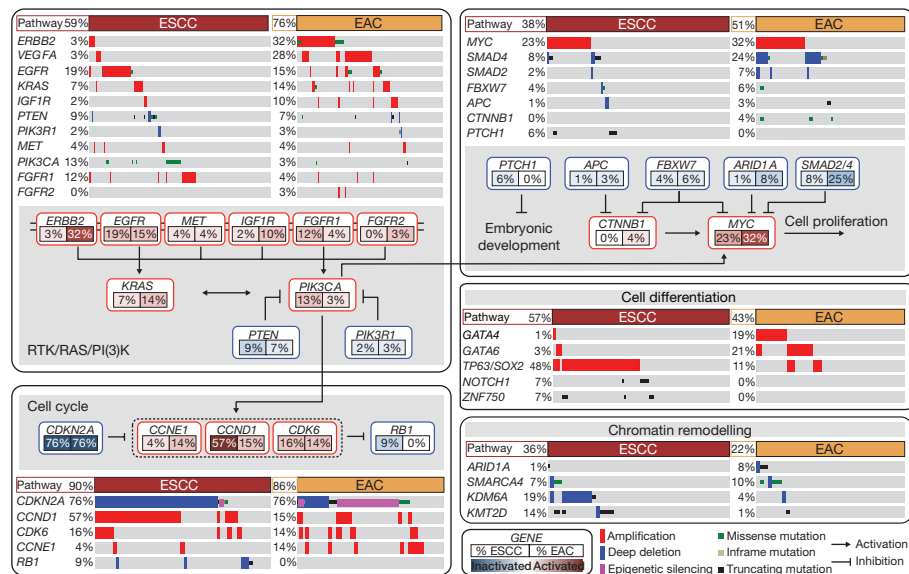 Pathway 59% ESCC 76% EAC
ERBB2 3% 32%
VEGFA 3% 28%
EGFR 19% 15%
KRAS 7% 14%
IGF1R 2% 10%
PTEN 9% 7%
PIK3R1 2% 3%
MET 4% 4%
PIK3CA 13% 3%
FGFR1 12% 4%
FGFR2 0% 3%
ERBB2 EGFR MET IGF1R FGFR1 FGFR2
3% 32% 19% 15% 4% 4% 2% 10% 12% 4% 0% 3%
KRAS PIK3CA
7% 14% 13% 3%
PTEN PIK3R1
9% 7% 2% 3%
RTK/RAS/PI(3)K
Cell cycle
CDKN2A CCNE1 CCND1 CDK6 RB1
76% 76% 4% 14% 57% 15% 16% 14% 9% 0%
Pathway 90% ESCC 86% EAC
CDKN2A 76% 76%
CCND1 57% 15%
CDK6 16% 14%
CCNE1 4% 14%
RB1 9% 0%
Pathway 38% ESCC 51% EAC
MYC 23% 32%
SMAD4 8% 24%
SMAD2 2% 7%
FBXW7 4% 6%
APC 1% 3%
CTNNB1 0% 4%
PTCH1 6% 0%
PTCH1 APC FBXW7 ARID1A SMAD2/4
6% 0% 1% 3% 4% 6% 1% 8% 8% 25%
Embryonic
development
CTNNB1 MYC Cell proliferation
0% 4% 23% 32%
Cell differentiation
Pathway 57% ESCC 43% EAC
GATA4 1% 19%
GATA6 3% 21%
TP63/SOX2 48% 11%
NOTCH1 7% 0%
ZNF750 7% 0%
Chromatin remodelling
Pathway 36% ESCC 22% EAC
ARID1A 1% 8%
SMARCA4 7% 10%
KDM6A 19% 4%
KMT2D 14% 1%
GENE
% ESCC % EAC
Inactivated Activated
Amplification
Deep deletion
Epigenetic silencing
Missense mutation
Inframe mutation
Truncating mutation
Activation
Inhibition